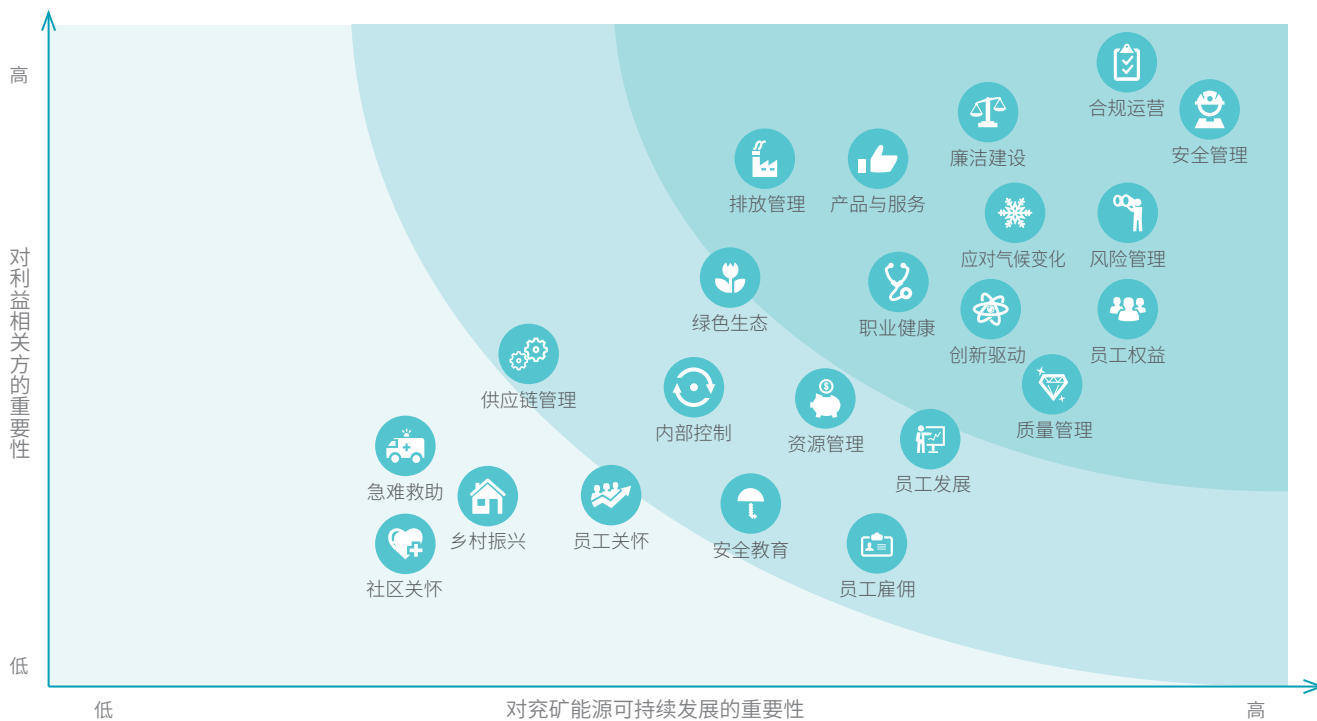 高
合规运营
安全管理
廉洁建设
排放管理
产品与服务
应对气候变化
风险管理
对利益相关方的重要性
绿色生态
职业健康
创新驱动
员工权益
供应链管理
内部控制
资源管理
质量管理
急难救助
员工发展
乡村振兴
员工关怀
安全教育
社区关怀
员工雇佣
低
低
对兖矿能源可持续发展的重要性
高